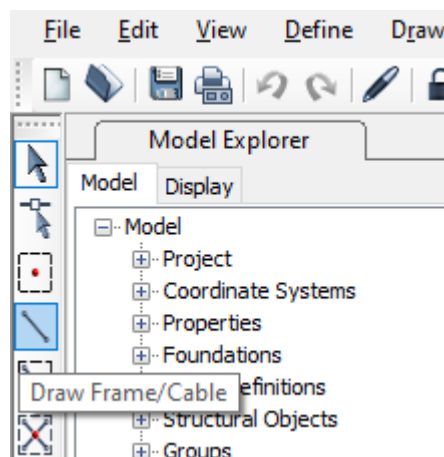 File Edit View Define Draw
Model Explorer
Model Display
Model
Project
Coordinate Systems
Properties
Foundations
Draw Frame/Cable
Structural Objects
Groups